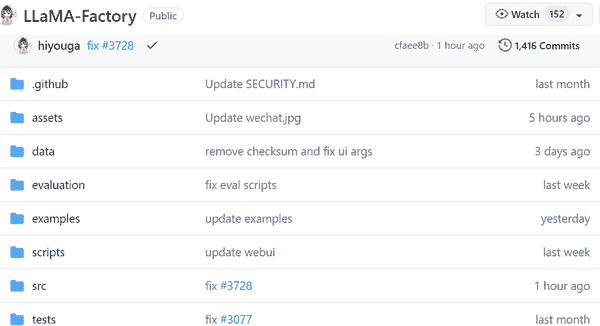 LLaMA-Factory Public Watch 152
hiyouga fix #3728 cfaee8b · 1 hour ago 1,416 Commits
.github Update SECURITY.md last month
assets Update wechat.jpg 5 hours ago
data remove checksum and fix ui args 3 days ago
evaluation fix eval scripts last week
examples update examples yesterday
scripts update webui last week
src fix #3728 1 hour ago
tests fix #3077 last month